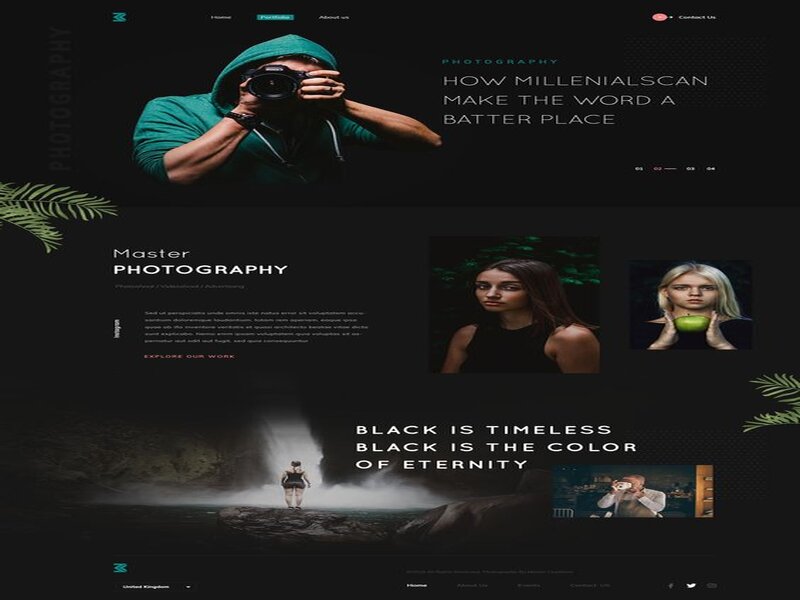 Home
Portfolio
About us
Contact Us
PHOTOGRAPHY
PHOTOGRAPHY
HOW MILLENIALSCAN
MAKE THE WORD A
BATTER PLACE
01 02 03 04
Master
PHOTOGRAPHY
Photoshoot / Videoshoot / Advertising
Instagram
Sed ut perspiciatis unde omnis iste natus error sit voluptatem accu-
santium doloremque laudantium, totam rem aperiam, eaque ipsa
quae ab illo inventore veritatis et quasi architecto beatae vitae dicta
sunt explicabo. Nemo enim ipsam voluptatem quia voluptas sit as-
pernatur aut odit aut fugit, sed quia consequuntur
EXPLORE OUR WORK
BLACK IS TIMELESS
BLACK IS THE COLOR
OF ETERNITY
United Kingdom
Home
About Us
Events
Contact US